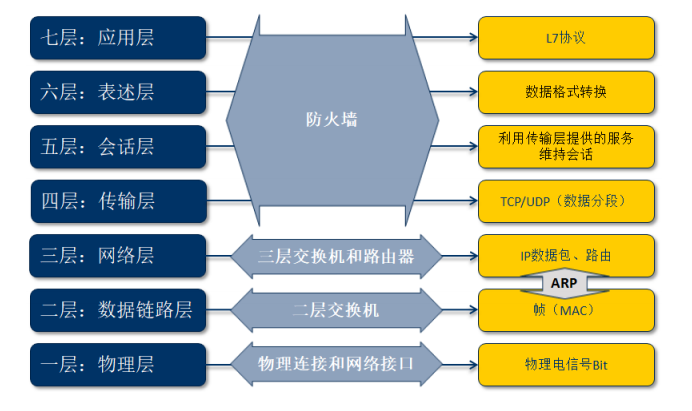 七层：应用层
L7协议
六层：表述层
数据格式转换
防火墙
五层：会话层
利用传输层提供的服务
维持会话
四层：传输层
TCP/UDP（数据分段）
三层：网络层
三层交换机和路由器
IP数据包、路由
ARP
二层：数据链路层
二层交换机
帧（MAC）
一层：物理层
物理连接和网络接口
物理电信号Bit